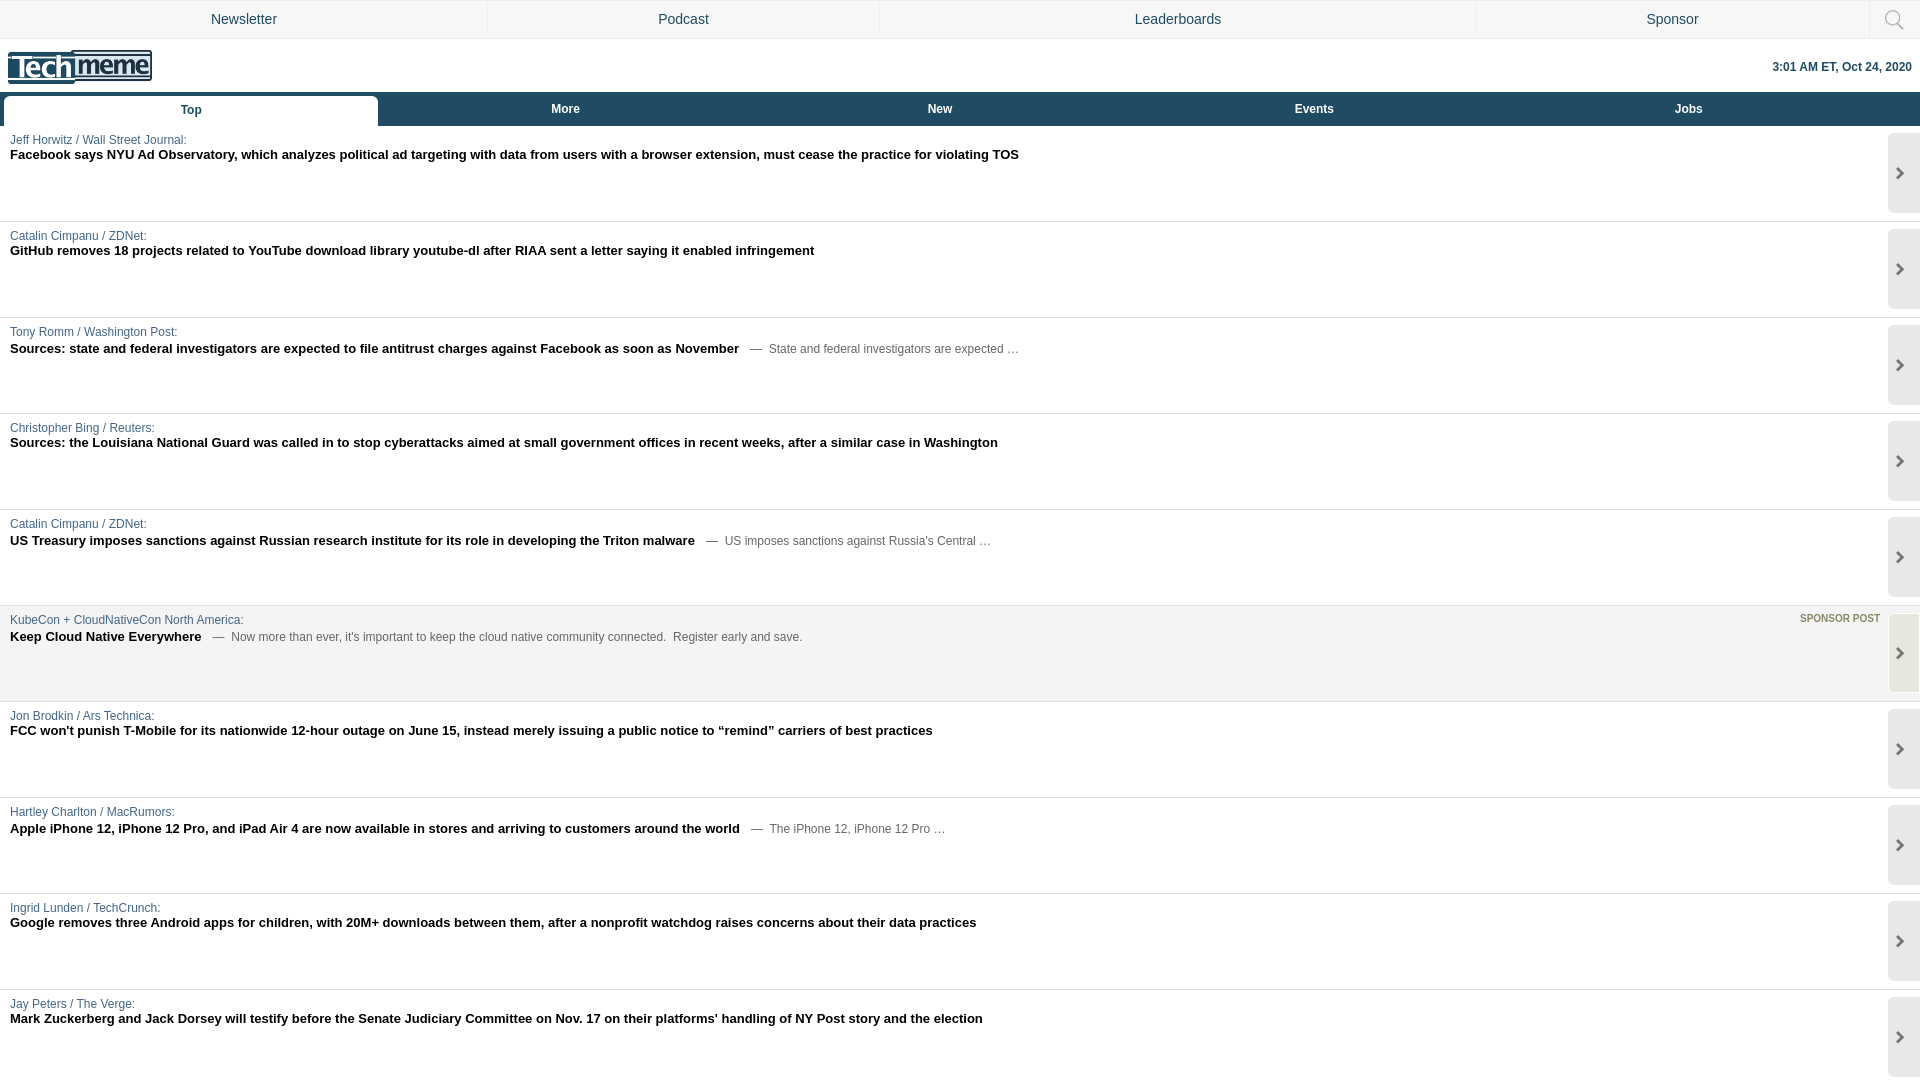 Newsletter
Podcast
Leaderboards
Sponsor
Techmeme
3:01 AM ET, Oct 24, 2020
Top
More
New
Events
Jobs
Jeff Horwitz / Wall Street Journal:
Facebook says NYU Ad Observatory, which analyzes political ad targeting with data from users with a browser extension, must cease the practice for violating TOS
Catalin Cimpanu / ZDNet:
GitHub removes 18 projects related to YouTube download library youtube-dl after RIAA sent a letter saying it enabled infringement
Tony Romm / Washington Post:
Sources: state and federal investigators are expected to file antitrust charges against Facebook as soon as November — State and federal investigators are expected …
Christopher Bing / Reuters:
Sources: the Louisiana National Guard was called in to stop cyberattacks aimed at small government offices in recent weeks, after a similar case in Washington
Catalin Cimpanu / ZDNet:
US Treasury imposes sanctions against Russian research institute for its role in developing the Triton malware — US imposes sanctions against Russia's Central …
KubeCon + CloudNativeCon North America:
SPONSOR POST
Keep Cloud Native Everywhere — Now more than ever, it's important to keep the cloud native community connected. Register early and save.
Jon Brodkin / Ars Technica:
FCC won't punish T-Mobile for its nationwide 12-hour outage on June 15, instead merely issuing a public notice to “remind” carriers of best practices
Hartley Charlton / MacRumors:
Apple iPhone 12, iPhone 12 Pro, and iPad Air 4 are now available in stores and arriving to customers around the world — The iPhone 12, iPhone 12 Pro …
Ingrid Lunden / TechCrunch:
Google removes three Android apps for children, with 20M+ downloads between them, after a nonprofit watchdog raises concerns about their data practices
Jay Peters / The Verge:
Mark Zuckerberg and Jack Dorsey will testify before the Senate Judiciary Committee on Nov. 17 on their platforms' handling of NY Post story and the election